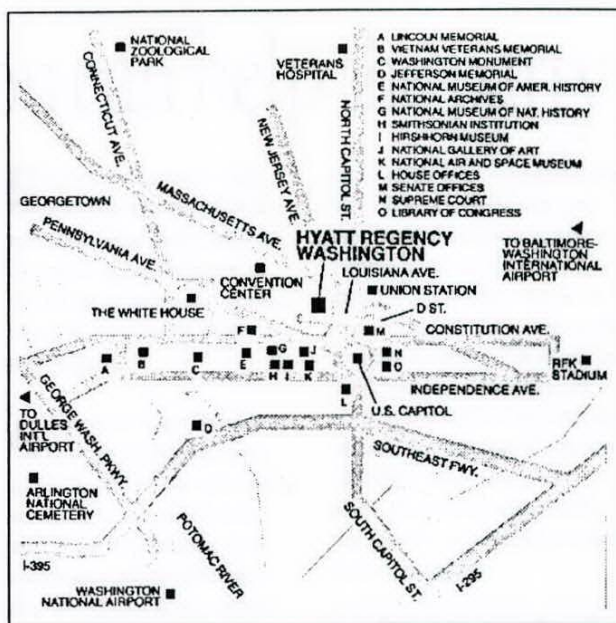 NATIONAL
ZOOLOGICAL
PARK
VETERANS
HOSPITAL
A LINCOLN MEMORIAL
B VIETNAM VETERANS MEMORIAL
C WASHINGTON MONUMENT
D JEFFERSON MEMORIAL
E NATIONAL MUSEUM OF AMER. HISTORY
F NATIONAL ARCHIVES
G NATIONAL MUSEUM OF NAT. HISTORY
H SMITHSONIAN INSTITUTION
I HIRSHHORN MUSEUM
J NATIONAL GALLERY OF ART
K NATIONAL AIR AND SPACE MUSEUM
L HOUSE OFFICES
M SENATE OFFICES
N SUPREME COURT
O LIBRARY OF CONGRESS
CONNECTICUT AVE.
NEW JERSEY AVE.
NORTH CAPITOL ST.
GEORGETOWN
MASSACHUSETTS AVE.
PENNSYLVANIA AVE.
HYATT REGENCY
WASHINGTON
TO BALTIMORE-
WASHINGTON
INTERNATIONAL
AIRPORT
CONVENTION
CENTER
LOUISIANA AVE.
UNION STATION
THE WHITE HOUSE
D ST.
CONSTITUTION AVE.
F
M
A
B
C
E
G
H
I
J
K
N
O
RFK
STADIUM
L
INDEPENDENCE AVE.
U.S. CAPITOL
TO
DULLES
INT'L
AIRPORT
GEORGE WASH. PKWY.
D
SOUTHEAST FWY.
ARLINGTON
NATIONAL
CEMETERY
POTOMAC RIVER
SOUTH CAPITOL ST.
I-395
I-295
WASHINGTON
NATIONAL AIRPORT